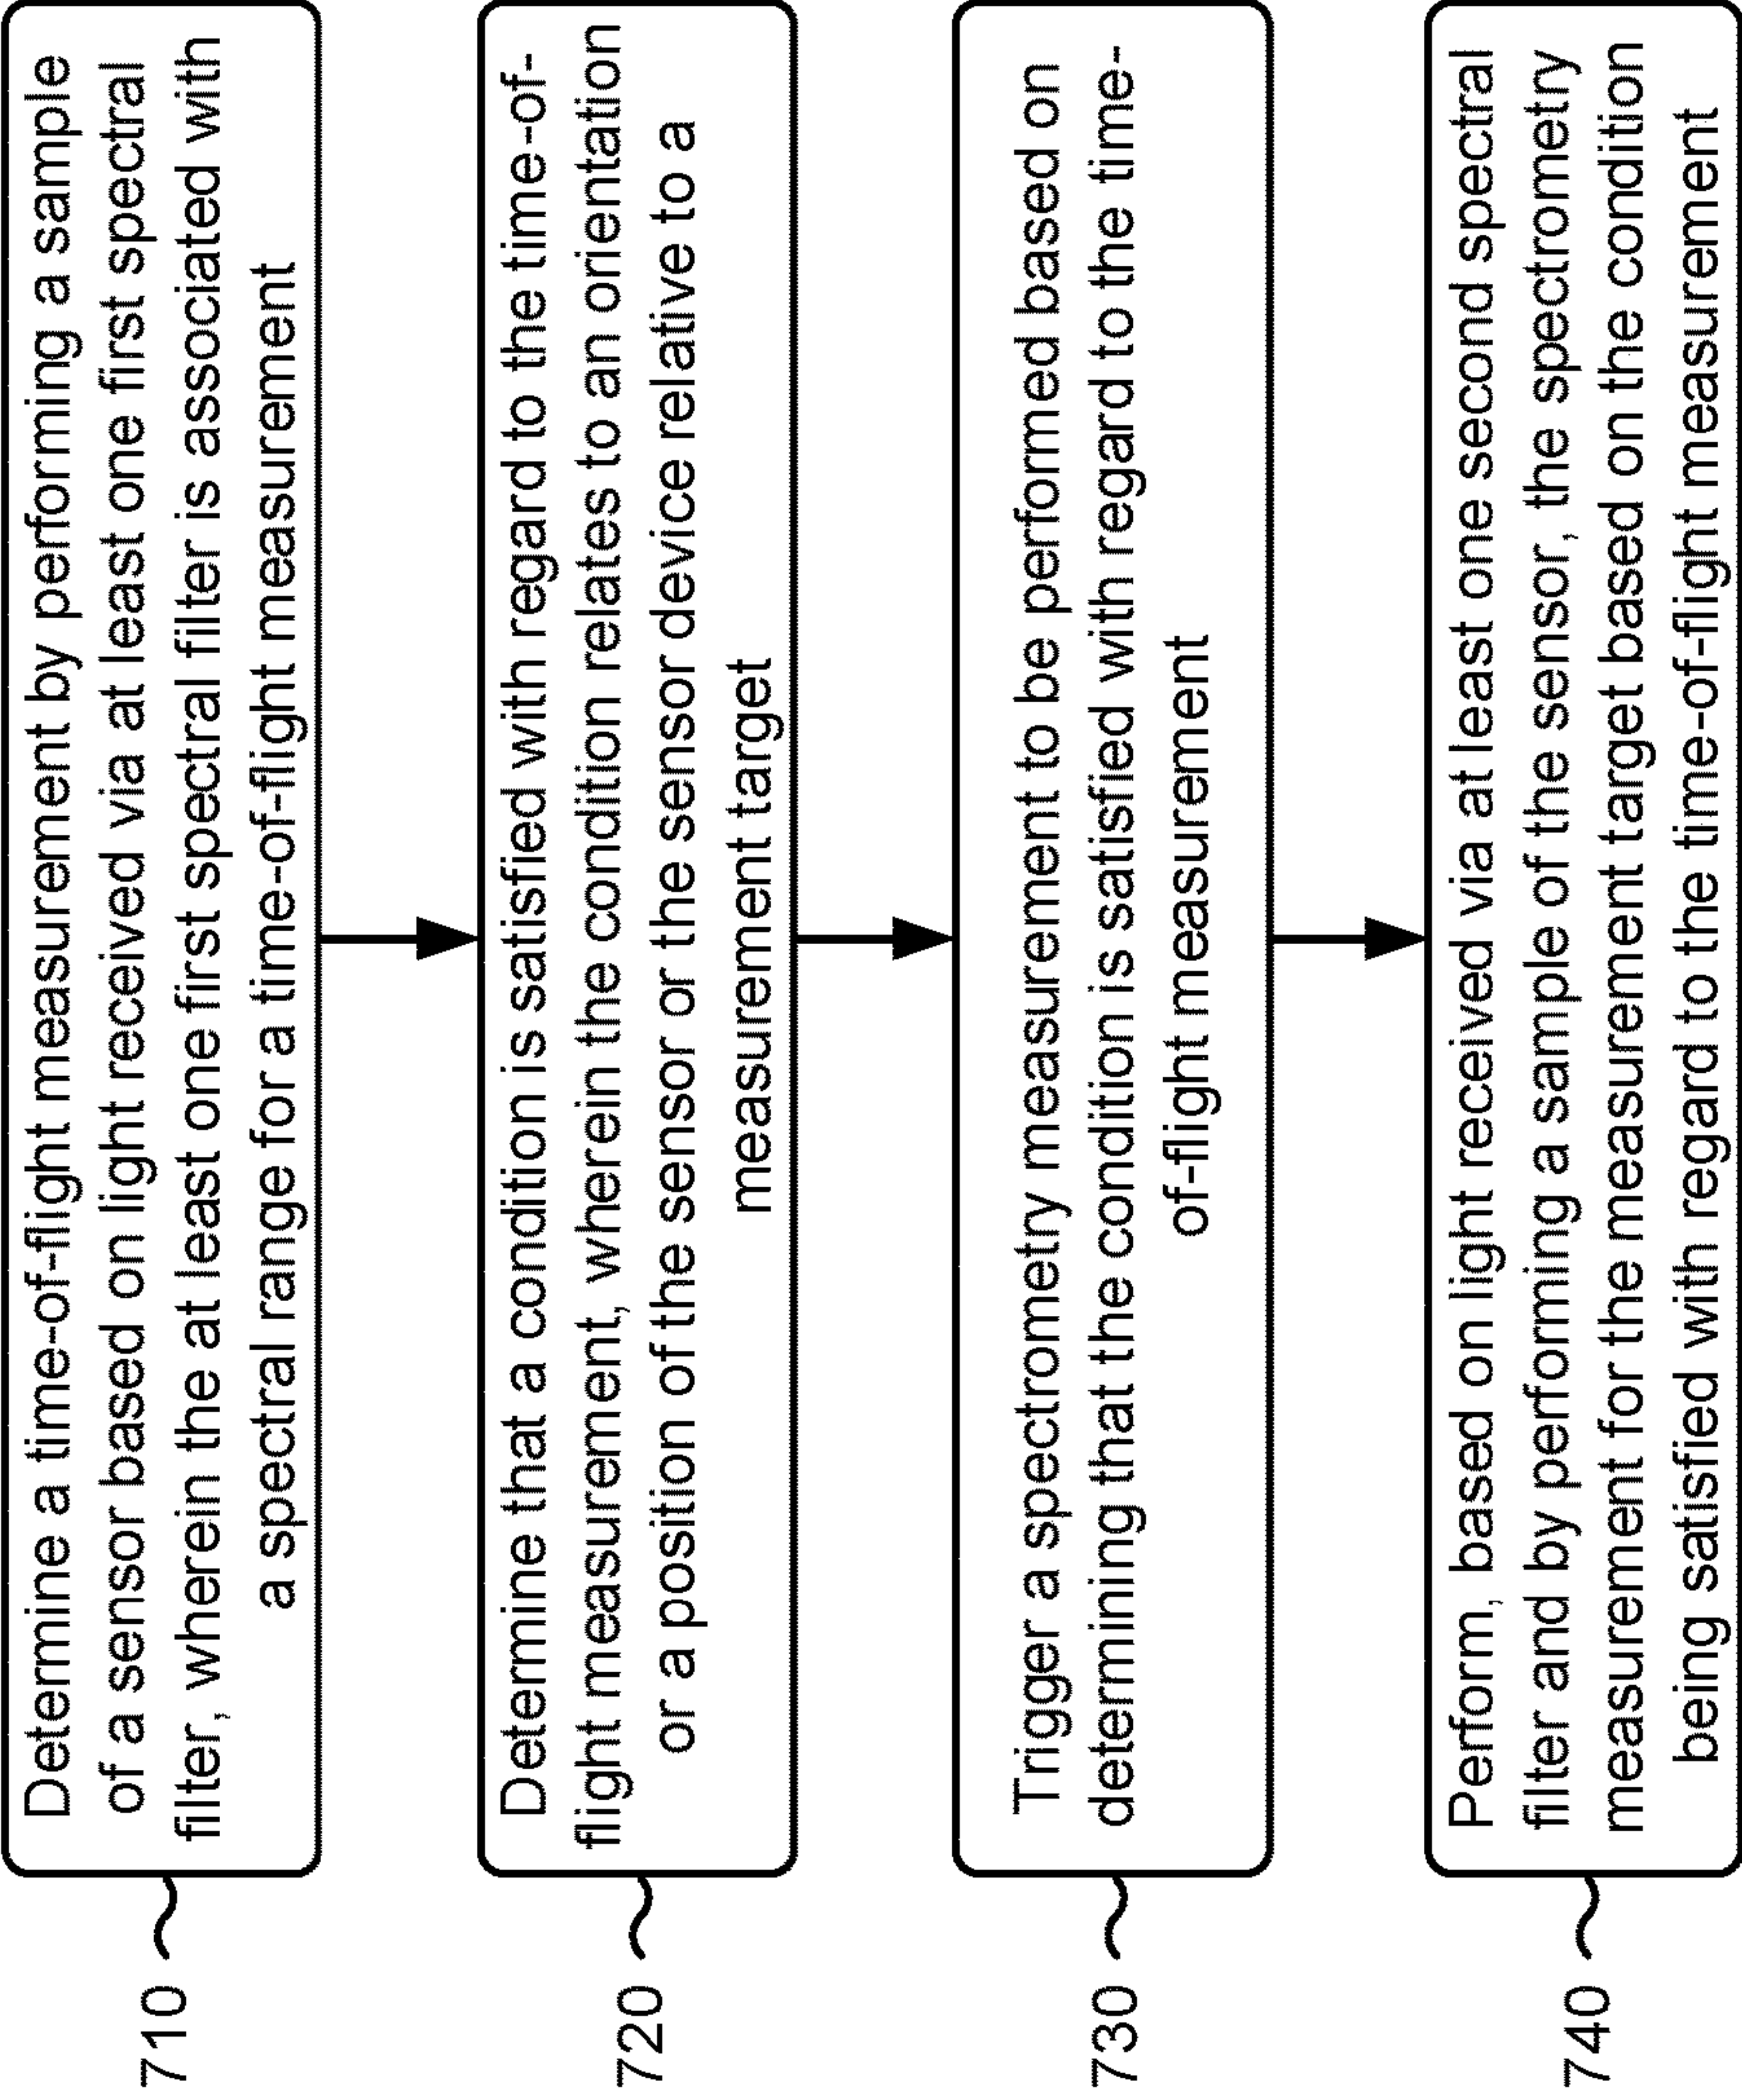 710
Determine a time-of-flight measurement by performing a sample
of a sensor based on light received via at least one first spectral
filter, wherein the at least one first spectral filter is associated with
a spectral range for a time-of-flight measurement
720
Determine that a condition is satisfied with regard to the time-of-
flight measurement, wherein the condition relates to an orientation
or a position of the sensor or the sensor device relative to a
measurement target
730
Trigger a spectrometry measurement to be performed based on
determining that the condition is satisfied with regard to the time-
of-flight measurement
740
Perform, based on light received via at least one second spectral
filter and by performing a sample of the sensor, the spectrometry
measurement for the measurement target based on the condition
being satisfied with regard to the time-of-flight measurement